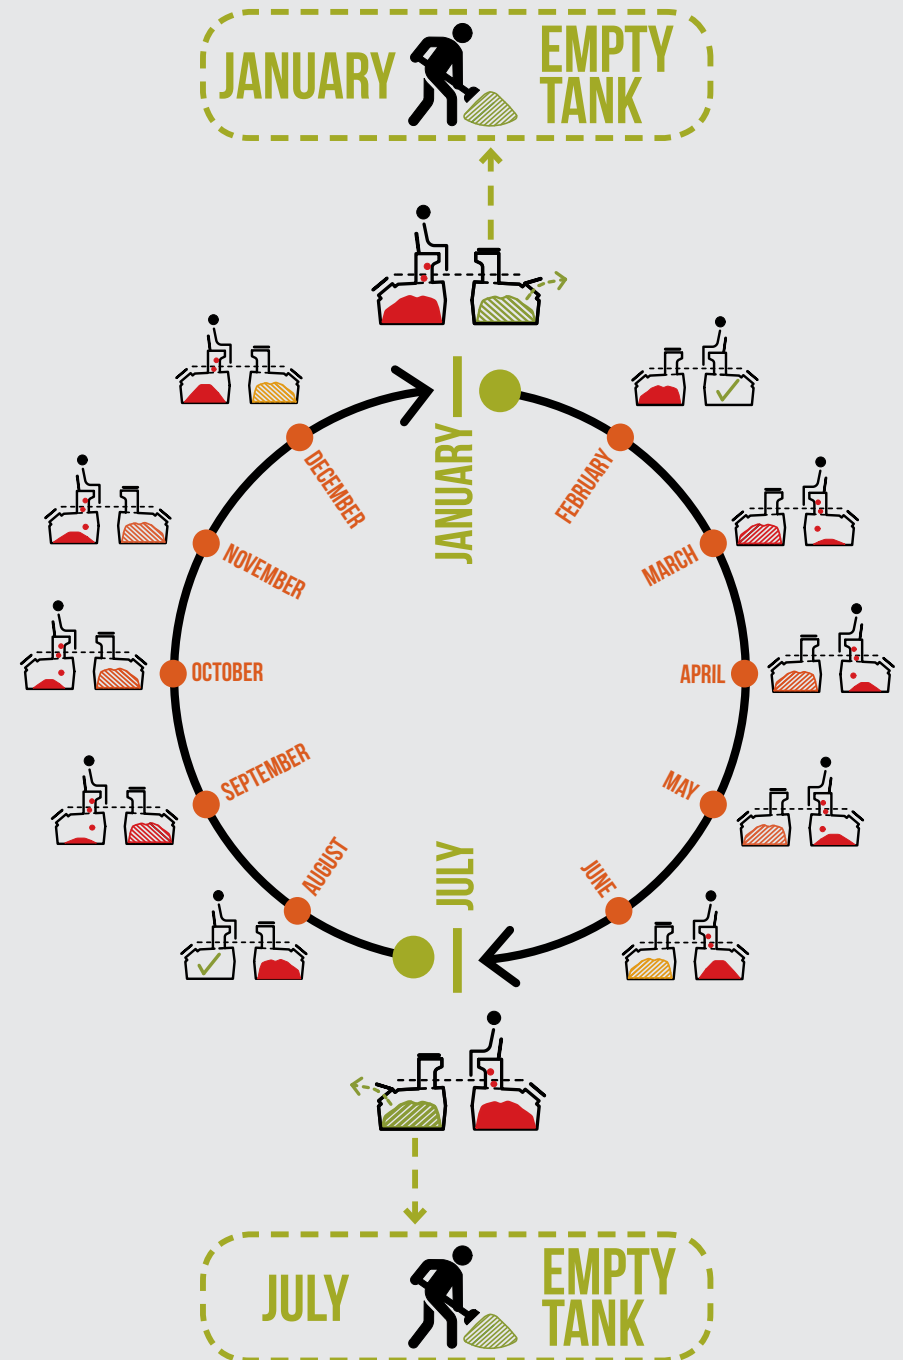 JANUARY
EMPTY
TANK
JANUARY
FEBRUARY
MARCH
APRIL
MAY
JUNE
JULY
AUGUST
SEPTEMBER
OCTOBER
NOVEMBER
DECEMBER
JULY
EMPTY
TANK